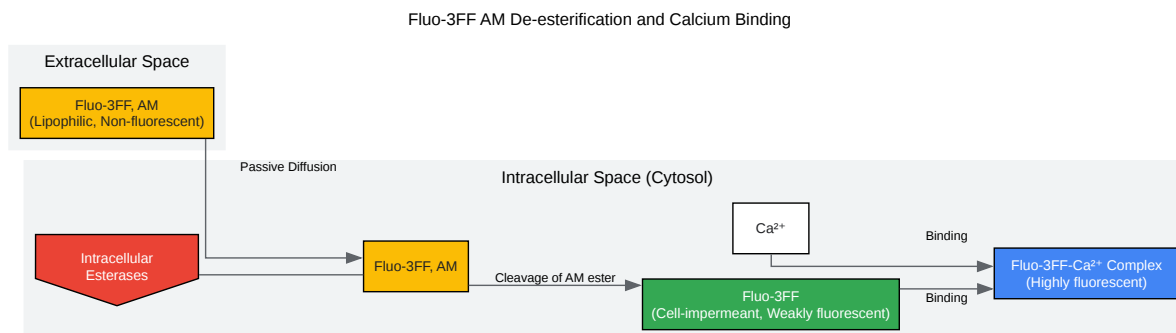 Fluo-3FF AM De-esterification and Calcium Binding
Extracellular Space
Fluo-3FF, AM
(Lipophilic, Non-fluorescent)
Passive Diffusion
Intracellular Space (Cytosol)
Intracellular
Esterases
Fluo-3FF, AM
Cleavage of AM ester
Ca²⁺
Fluo-3FF
(Cell-impermeant, Weakly fluorescent)
Binding
Binding
Fluo-3FF-Ca²⁺ Complex
(Highly fluorescent)